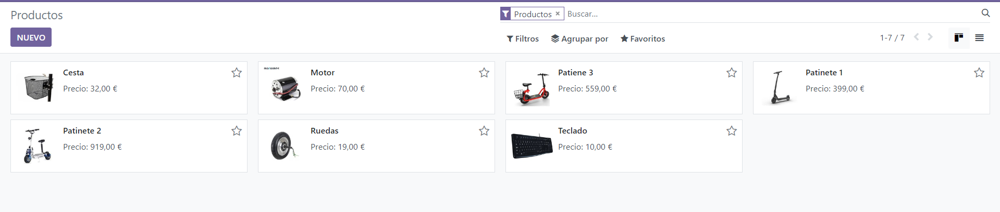 Productos
Productos × Buscar...
NUEVO
Filtros Agrupar por Favoritos
1-7 / 7
Cesta
Precio: 32,00 €
Motor
Precio: 70,00 €
Patiene 3
Precio: 559,00 €
Patinete 1
Precio: 399,00 €
Patinete 2
Precio: 919,00 €
Ruedas
Precio: 19,00 €
Teclado
Precio: 10,00 €